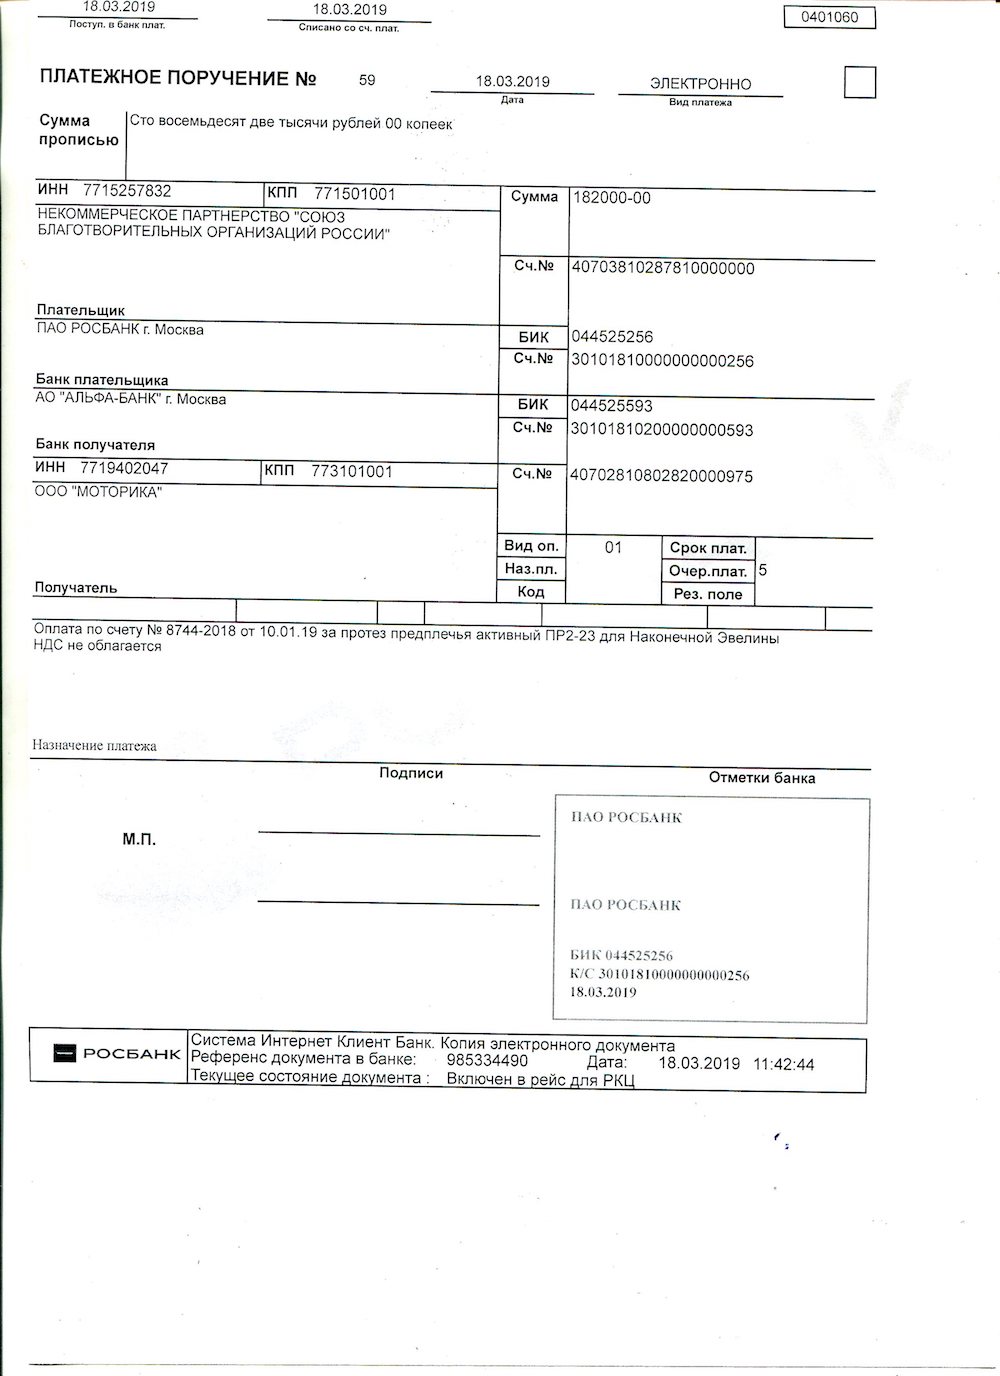 18.03.2019 18.03.2019 0401060
Поступ. в банк плат. Списано со сч. плат.
ПЛАТЕЖНОЕ ПОРУЧЕНИЕ № 59 18.03.2019 ЭЛЕКТРОННО
Дата Вид платежа
Сумма прописью Сто восемьдесят две тысячи рублей 00 копеек
ИНН 7715257832 КПП 771501001 Сумма 182000-00
НЕКОММЕРЧЕСКОЕ ПАРТНЕРСТВО "СОЮЗ
БЛАГОТВОРИТЕЛЬНЫХ ОРГАНИЗАЦИЙ РОССИИ"
Сч.№ 40703810287810000000
Плательщик
ПАО РОСБАНК г. Москва БИК 044525256
Сч.№ 30101810000000000256
Банк плательщика
АО "АЛЬФА-БАНК" г. Москва БИК 044525593
Сч.№ 30101810200000000593
Банк получателя
ИНН 7719402047 КПП 773101001 Сч.№ 40702810802820000975
ООО "МОТОРИКА"
Вид оп. 01 Срок плат.
Наз.пл. Очер.плат. 5
Получатель Код Рез. поле
Оплата по счету № 8744-2018 от 10.01.19 за протез предплечья активный ПР2-23 для Наконечной Эвелины
НДС не облагается
Назначение платежа
Подписи Отметки банка
ПАО РОСБАНК
М.П.
ПАО РОСБАНК
БИК 044525256
К/С 30101810000000000256
18.03.2019
РОСБАНК
Система Интернет Клиент Банк. Копия электронного документа
Референс документа в банке: 985334490 Дата: 18.03.2019 11:42:44
Текущее состояние документа : Включен в рейс для РКЦ